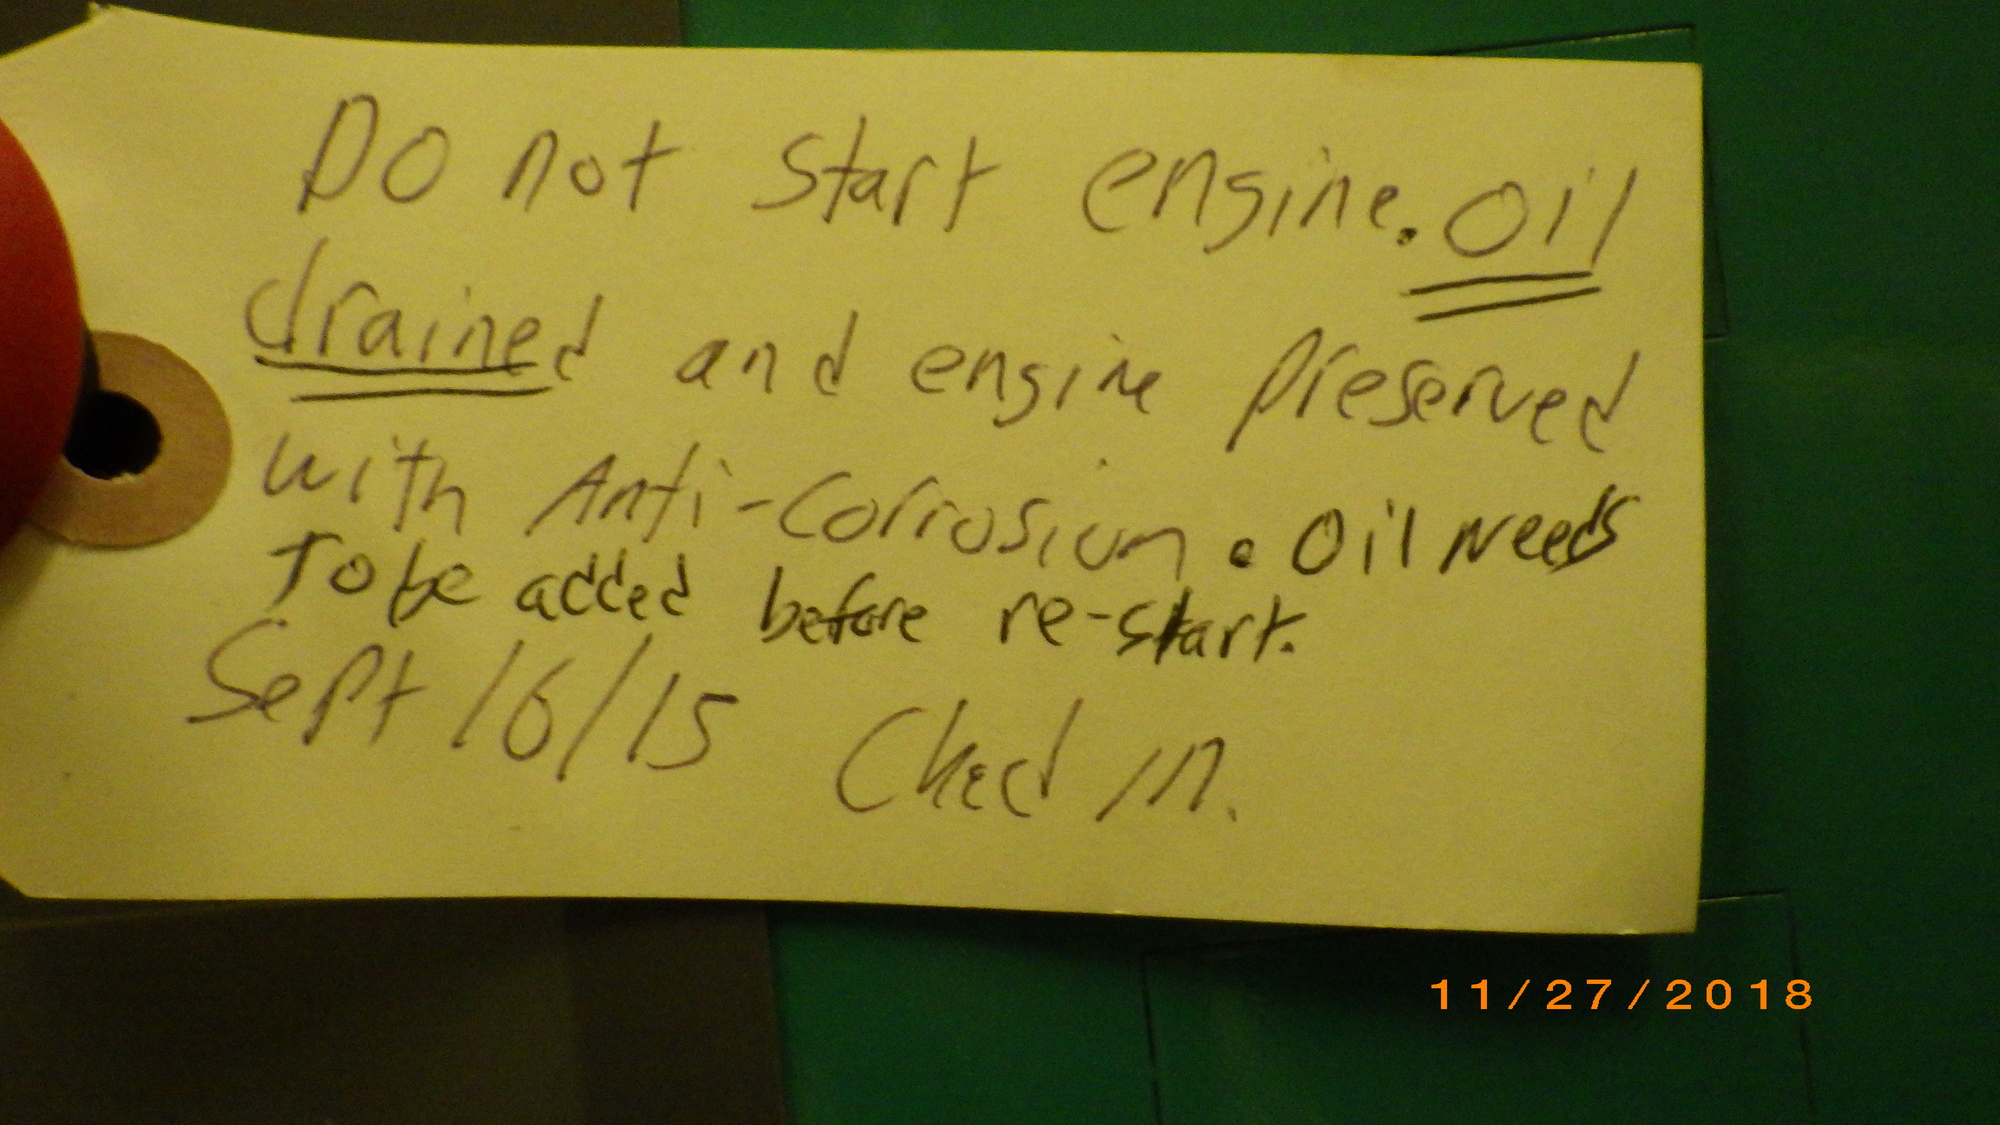 Do not start engine. Oil
drained and engine preserved
with Anti-Corrosion. Oil needs
To be added before re-start.
Sept 16/15 Chad M.
11/27/2018